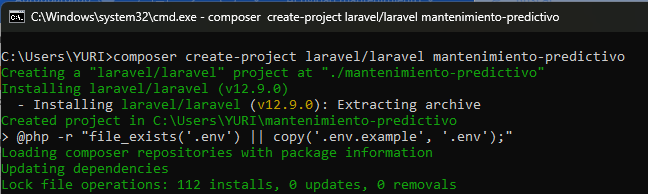 C:\Windows\system32\cmd.exe - composer create-project laravel/laravel mantenimiento-predictivo
C:\Users\YURI>composer create-project laravel/laravel mantenimiento-predictivo
Creating a "laravel/laravel" project at "./mantenimiento-predictivo"
Installing laravel/laravel (v12.9.0)
  - Installing laravel/laravel (v12.9.0): Extracting archive
Created project in C:\Users\YURI\mantenimiento-predictivo
> @php -r "file_exists('.env') || copy('.env.example', '.env');"
Loading composer repositories with package information
Updating dependencies
Lock file operations: 112 installs, 0 updates, 0 removals